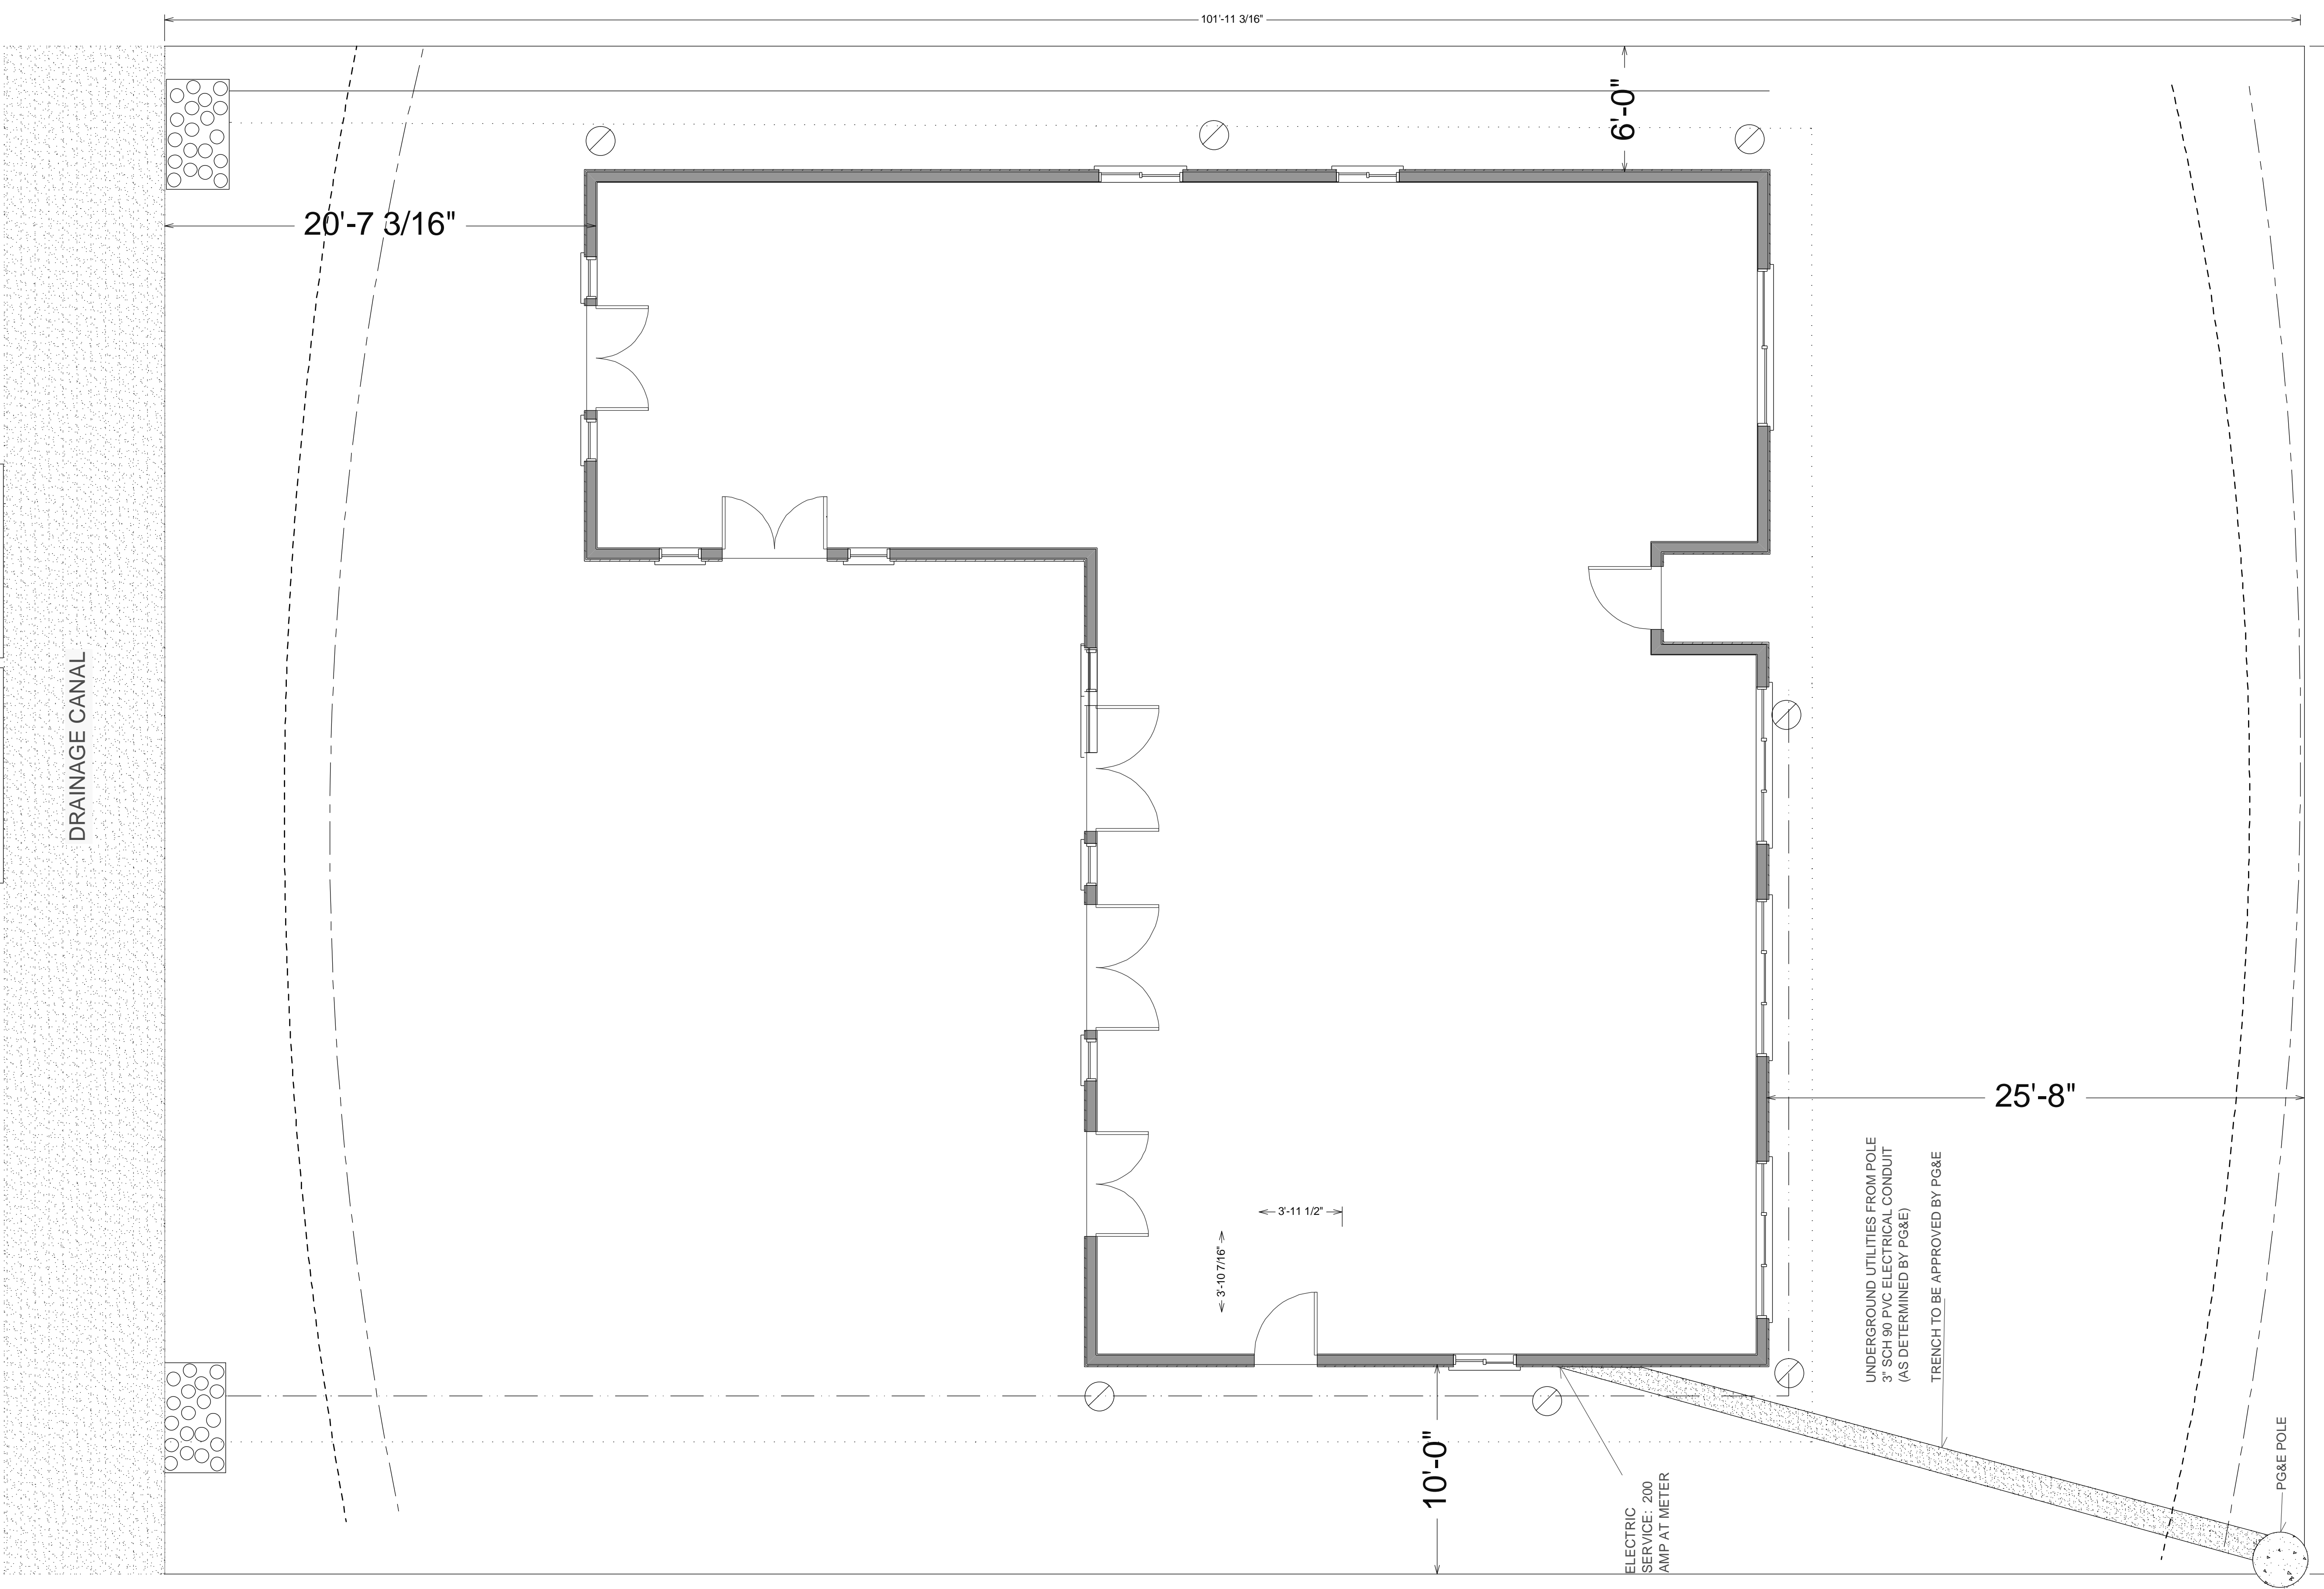 101'-11 3/16"
6'-0"
20'-7 3/16"
DRAINAGE CANAL
25'-8"
UNDERGROUND UTILITIES FROM POLE
3" SCH 90 PVC ELECTRICAL CONDUIT
(AS DETERMINED BY PG&E)
TRENCH TO BE APPROVED BY PG&E
3'-11 1/2"
3'-10 7/16"
10'-0"
ELECTRIC
SERVICE: 200
AMP AT METER
PG&E POLE